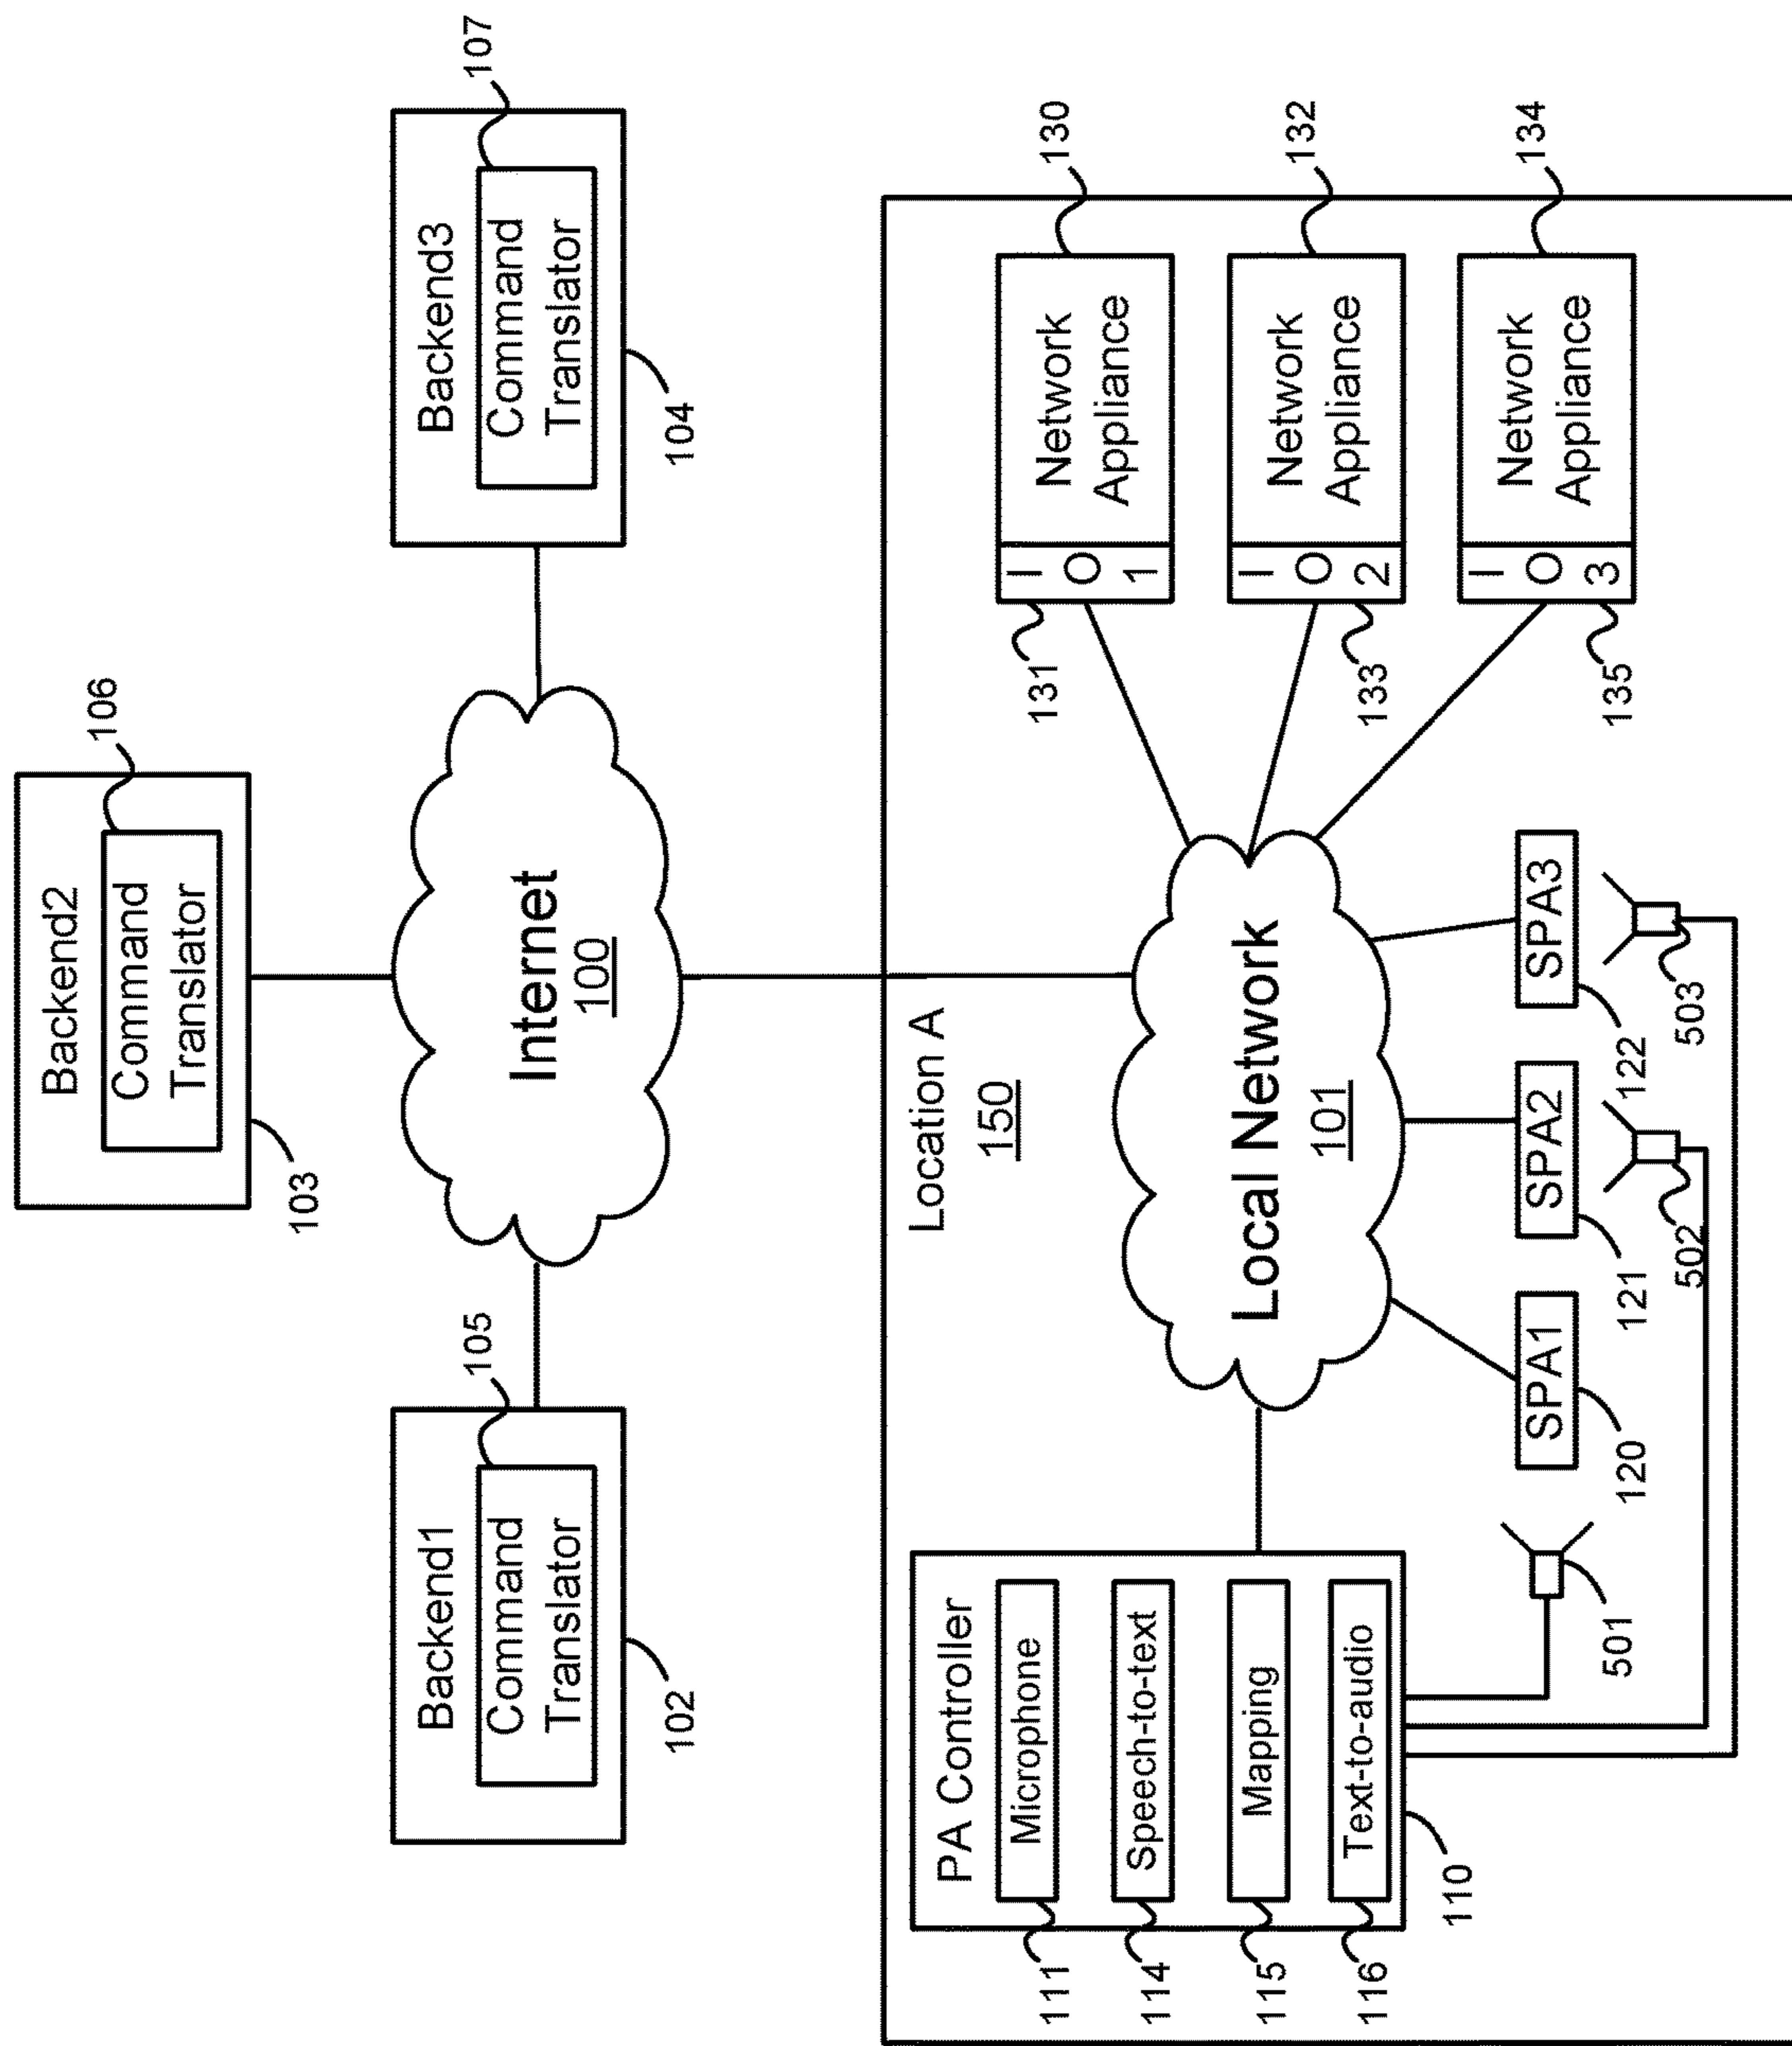 Backend2
Command
Translator
106
103
Backend1
Command
Translator
105
102
Internet
100
Backend3
Command
Translator
107
104
Location A
150
PA Controller
Microphone
Speech-to-text
Mapping
Text-to-audio
111
114
115
116
110
Local Network
101
I
O
1
Network
Appliance
131
130
I
O
2
Network
Appliance
133
132
I
O
3
Network
Appliance
135
134
SPA1
120
SPA2
121
SPA3
122
501
502
503